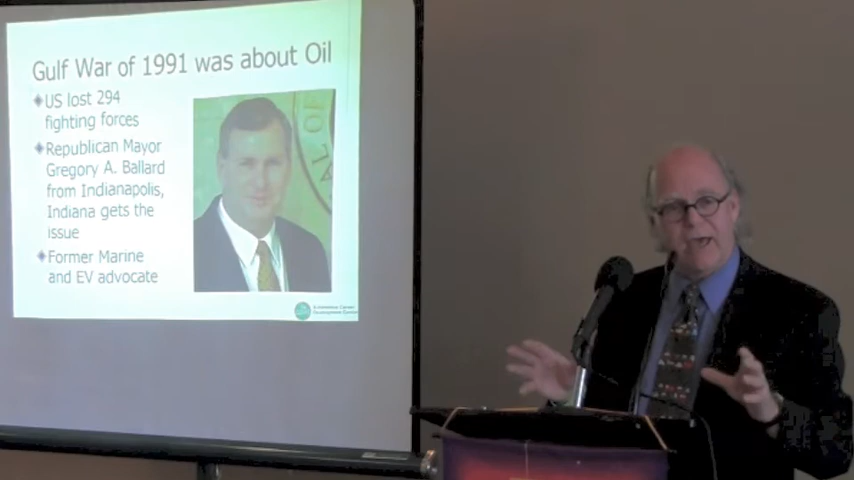 Gulf War of 1991 was about Oil
US lost 294
fighting forces
Republican Mayor
Gregory A. Ballard
from Indianapolis,
Indiana gets the
issue
Former Marine
and EV advocate